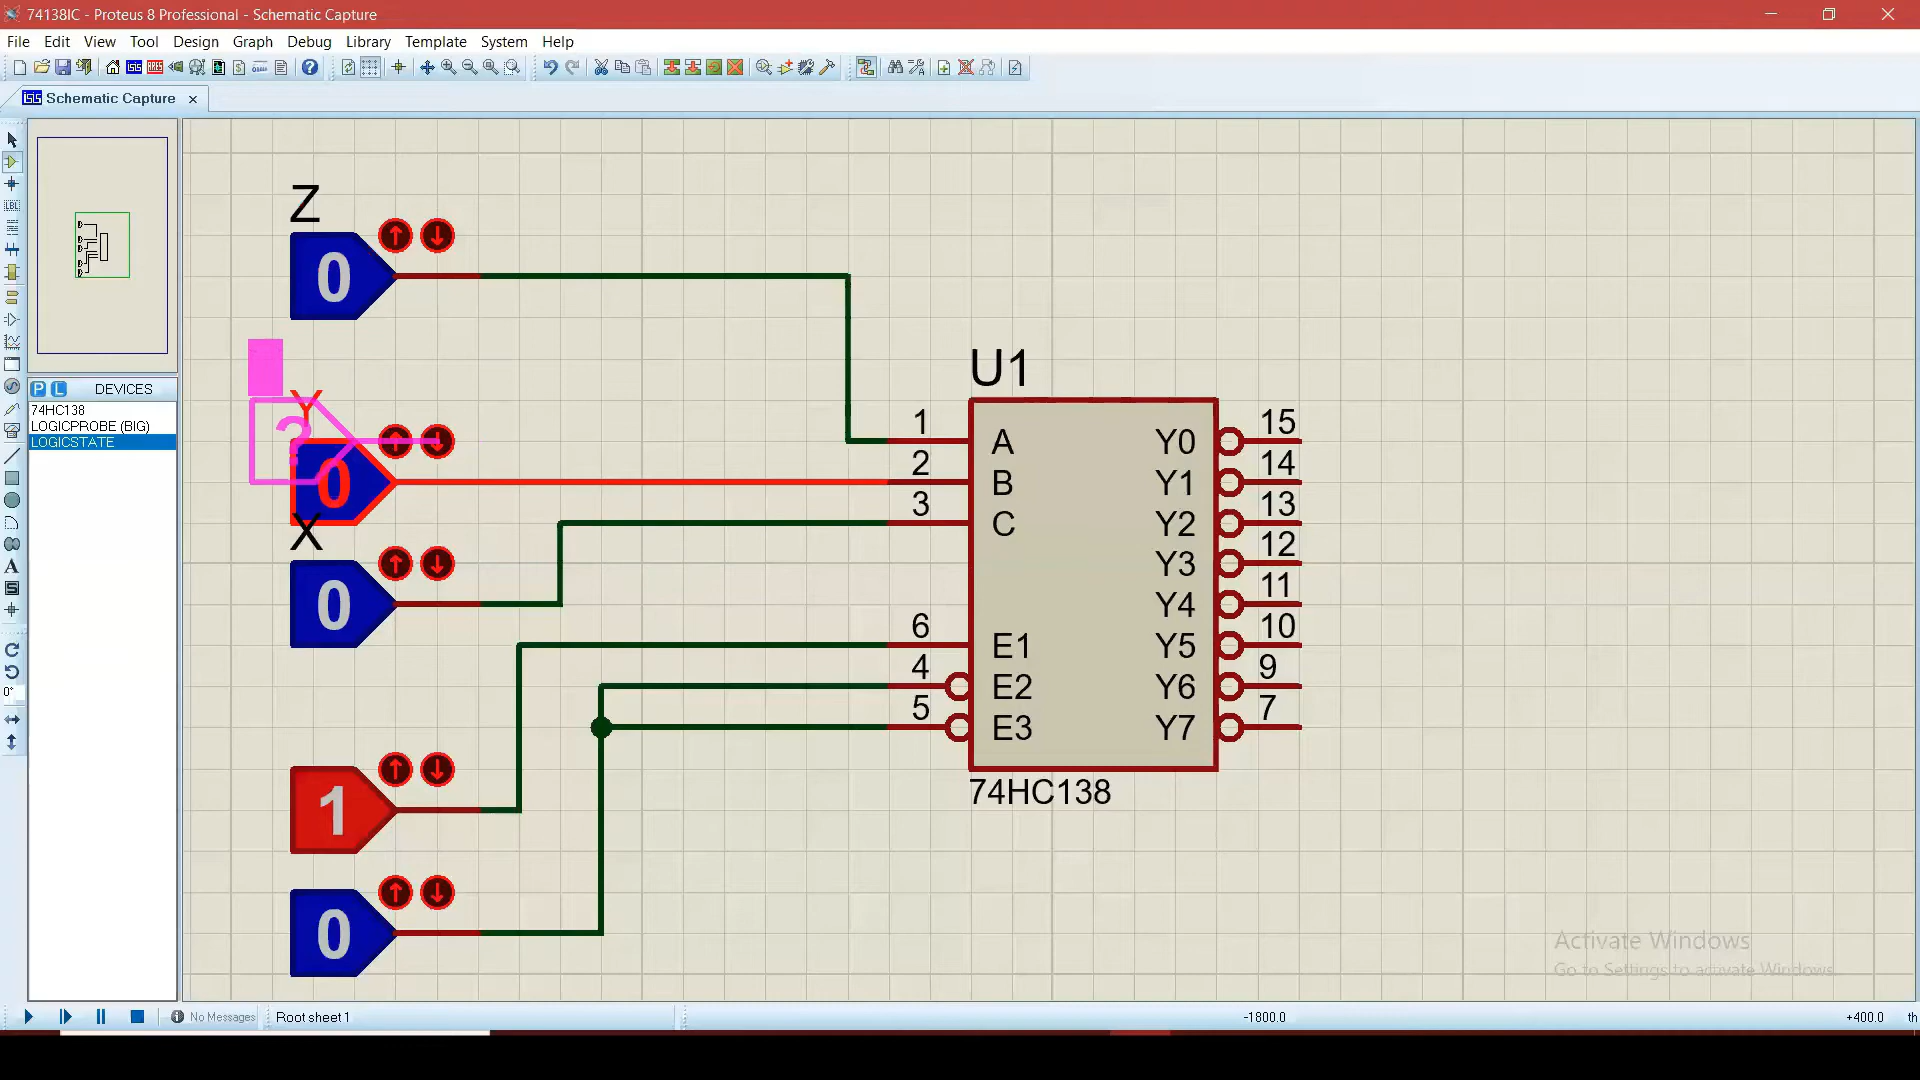 74138IC - Proteus 8 Professional - Schematic Capture
File Edit View Tool Design Graph Debug Library Template System Help
Schematic Capture
Z
0
P L DEVICES
74HC138
LOGICPROBE (BIG)
LOGICSTATE
Y
?
0
X
0
1
0
U1
1 A Y0 15
2 B Y1 14
3 C Y2 13
Y3 12
Y4 11
6 E1 Y5 10
4 E2 Y6 9
5 E3 Y7 7
74HC138
LBL
A
S
0°
Activate Windows
Go to Settings to activate Windows.
No Messages Root sheet 1 -1800.0 +400.0 th